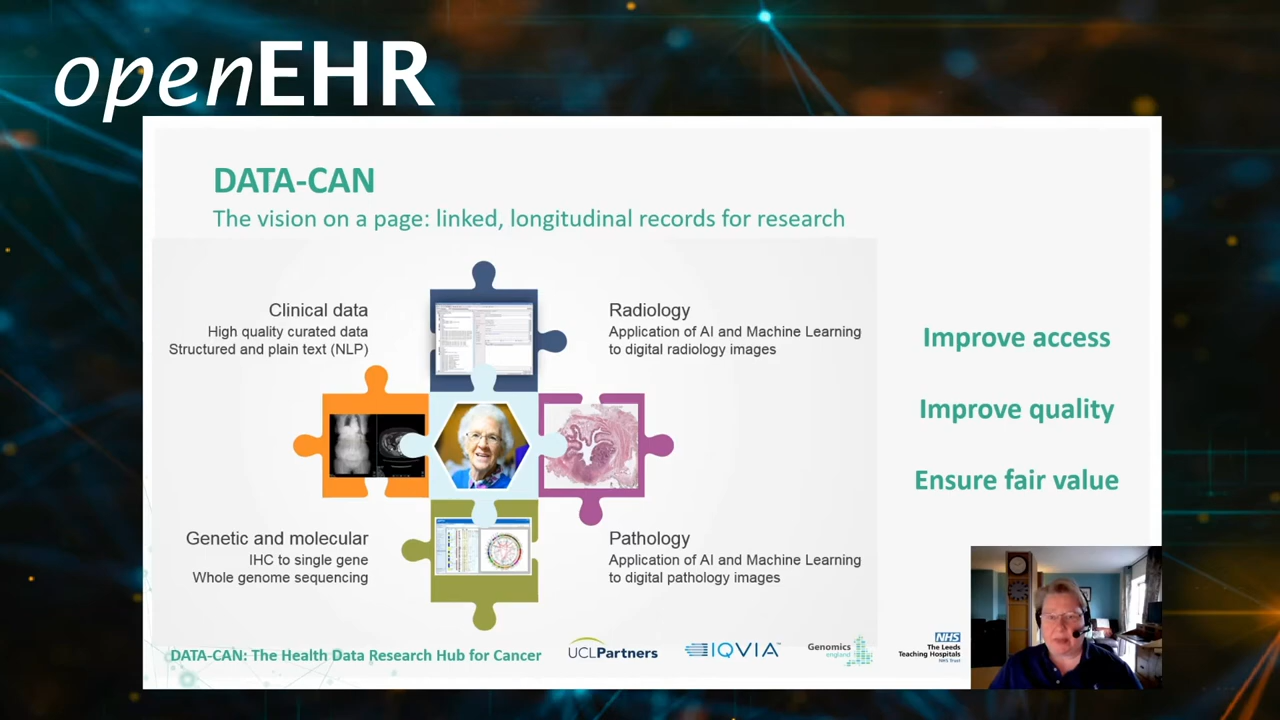 openEHR
DATA-CAN
The vision on a page: linked, longitudinal records for research
Clinical data
High quality curated data
Structured and plain text (NLP)
Radiology
Application of AI and Machine Learning
to digital radiology images
Genetic and molecular
IHC to single gene
Whole genome sequencing
Pathology
Application of AI and Machine Learning
to digital pathology images
Improve access
Improve quality
Ensure fair value
DATA-CAN: The Health Data Research Hub for Cancer
UCLPartners
IQVIA™
Genomics
england
NHS
The Leeds
Teaching Hospitals
NHS Trust